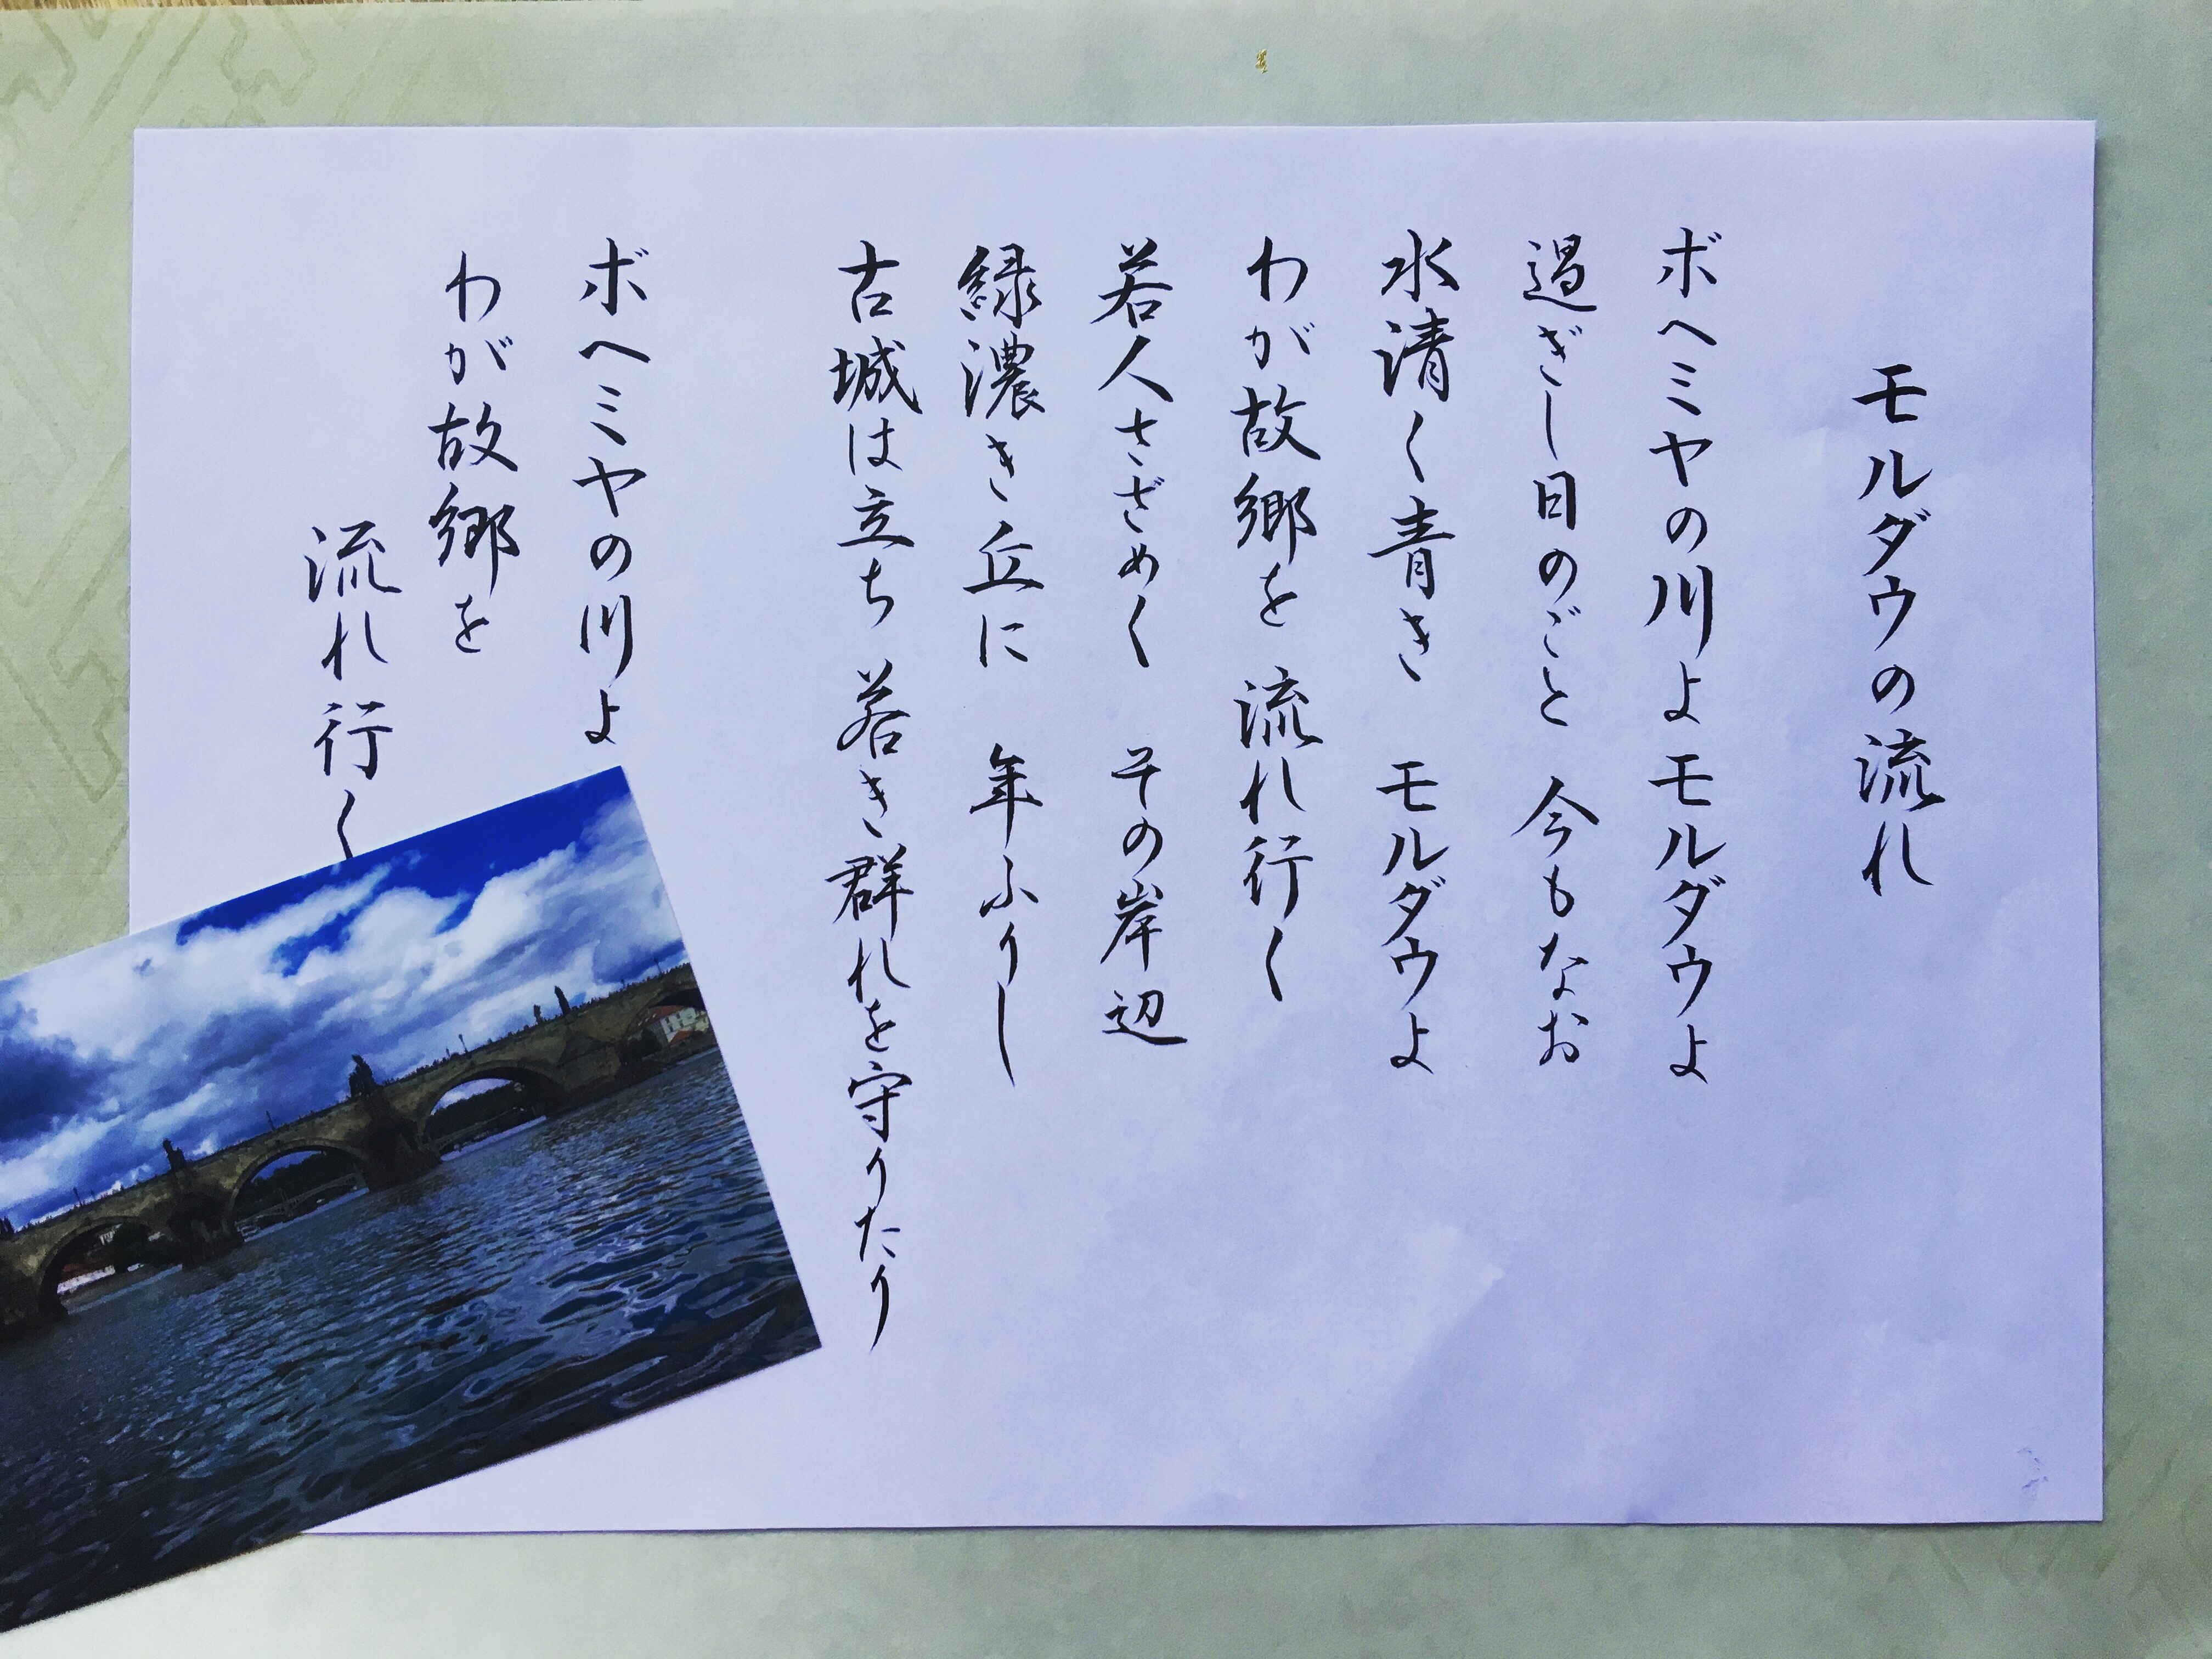 モルダウの流れ
ボヘミヤの川よ モルダウよ
過ぎし日のごと 今もなお
水清く青き モルダウよ
わが故郷を 流れ行く
若人さざめく その岸辺
緑濃き丘に 年ふりし
古城は立ち 若き群れを守りたり
ボヘミヤの川よ
わが故郷を
流れ行く